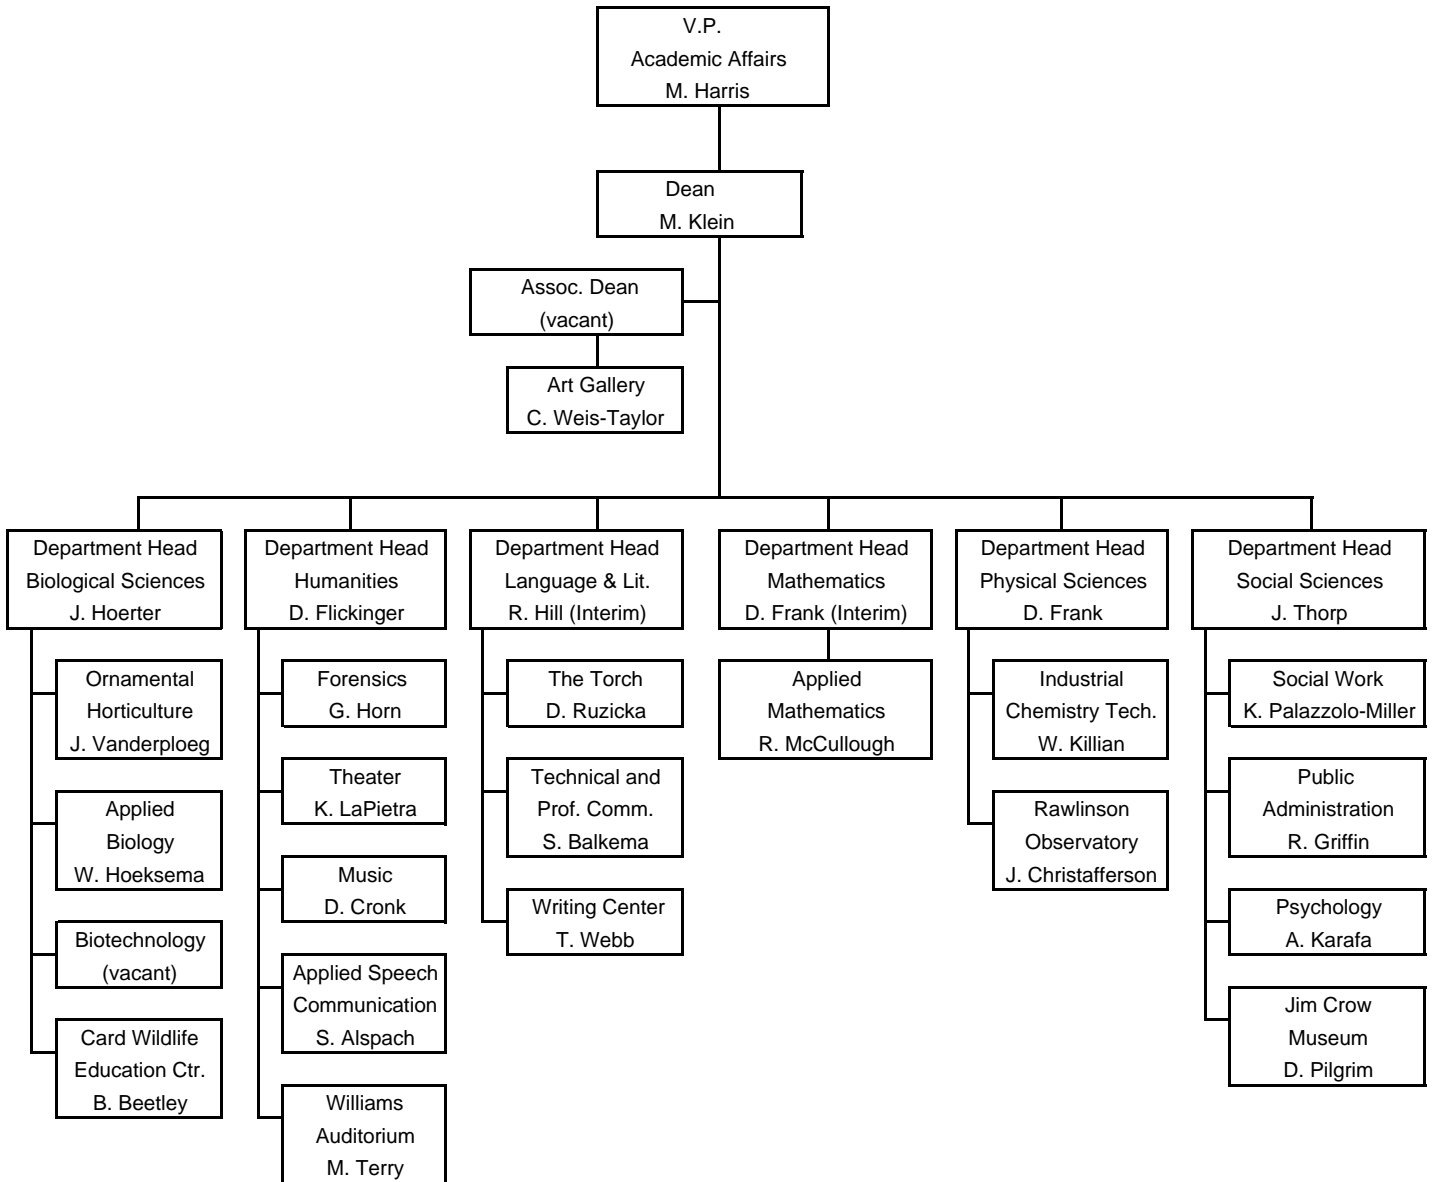 V.P.
Academic Affairs
M. Harris
Dean
M. Klein
Assoc. Dean
(vacant)
Art Gallery
C. Weis-Taylor
Department Head
Biological Sciences
J. Hoerter
Ornamental
Horticulture
J. Vanderploeg
Applied
Biology
W. Hoeksema
Biotechnology
(vacant)
Card Wildlife
Education Ctr.
B. Beetley
Department Head
Humanities
D. Flickinger
Forensics
G. Horn
Theater
K. LaPietra
Music
D. Cronk
Applied Speech
Communication
S. Alspach
Williams
Auditorium
M. Terry
Department Head
Language & Lit.
R. Hill (Interim)
The Torch
D. Ruzicka
Technical and
Prof. Comm.
S. Balkema
Writing Center
T. Webb
Department Head
Mathematics
D. Frank (Interim)
Applied
Mathematics
R. McCullough
Department Head
Physical Sciences
D. Frank
Industrial
Chemistry Tech.
W. Killian
Rawlinson
Observatory
J. Christafferson
Department Head
Social Sciences
J. Thorp
Social Work
K. Palazzolo-Miller
Public
Administration
R. Griffin
Psychology
A. Karafa
Jim Crow
Museum
D. Pilgrim